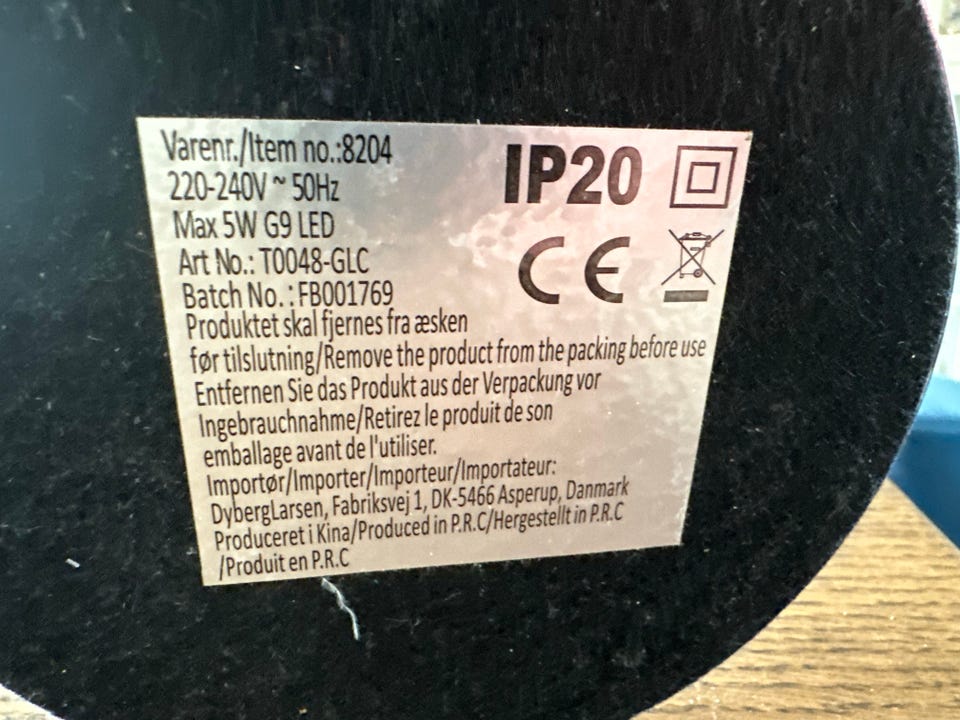 Varenr./Item no.:8204
220-240V ~ 50Hz
Max 5W G9 LED
Art No.: T0048-GLC
Batch No. : FB001769
IP20
CE
Produktet skal fjernes fra æsken
før tilslutning/Remove the product from the packing before use
Entfernen Sie das Produkt aus der Verpackung vor
Ingebrauchnahme/Retirez le produit de son
emballage avant de l'utiliser.
Importør/Importer/Importeur/Importateur:
DybergLarsen, Fabriksvej 1, DK-5466 Asperup, Danmark
Produceret i Kina/Produced in P.R.C/Hergestellt in P.R.C
/Produit en P.R.C